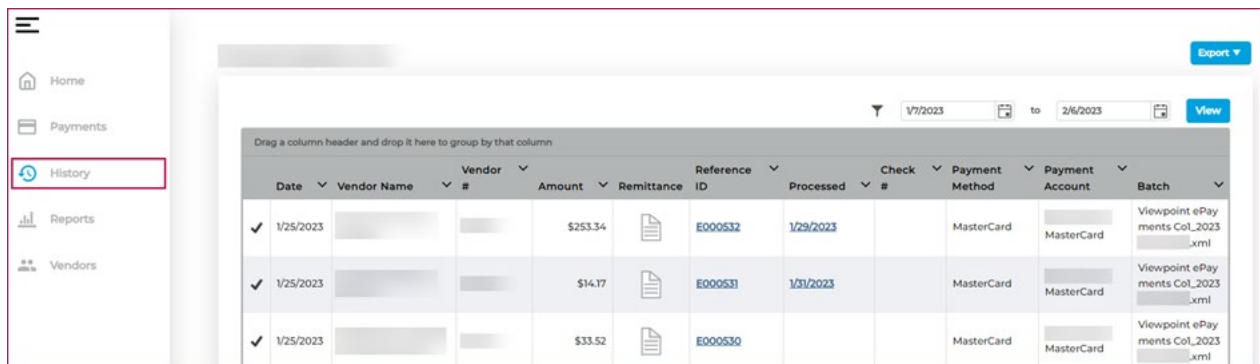 Export
Home
Payments
1/7/2023 to 2/6/2023 View
Drag a column header and drop it here to group by that column
History
Vendor Reference Check Payment Payment
Date Vendor Name # Amount Remittance ID Processed # Method Account Batch
Reports
1/25/2023 $253.34 E000532 1/29/2023 MasterCard MasterCard Viewpoint ePay
ments Co1_2023
.xml
Vendors
1/25/2023 $14.17 E000531 1/31/2023 MasterCard MasterCard Viewpoint ePay
ments Co1_2023
.xml
1/25/2023 $33.52 E000530 MasterCard MasterCard Viewpoint ePay
ments Co1_2023
.xml